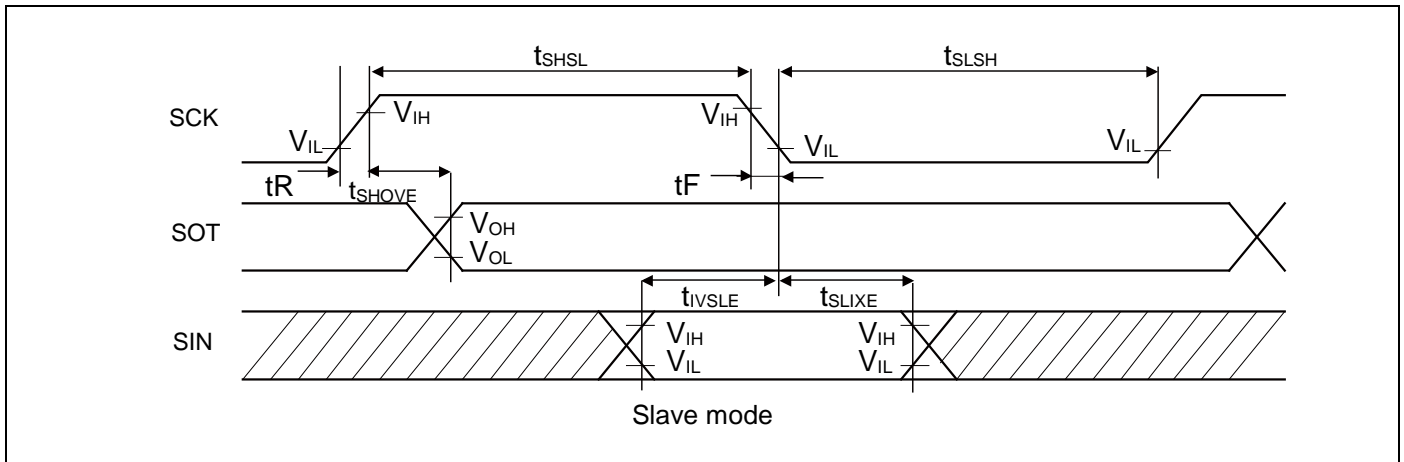 tSHSL
tSLSH
SCK
VIH
VIH
VIL
VIL
VIL
tR
tSHOVE
tF
SOT
VOH
VOL
tIVSLE
tSLIXE
SIN
VIH
VIH
VIL
VIL
Slave mode